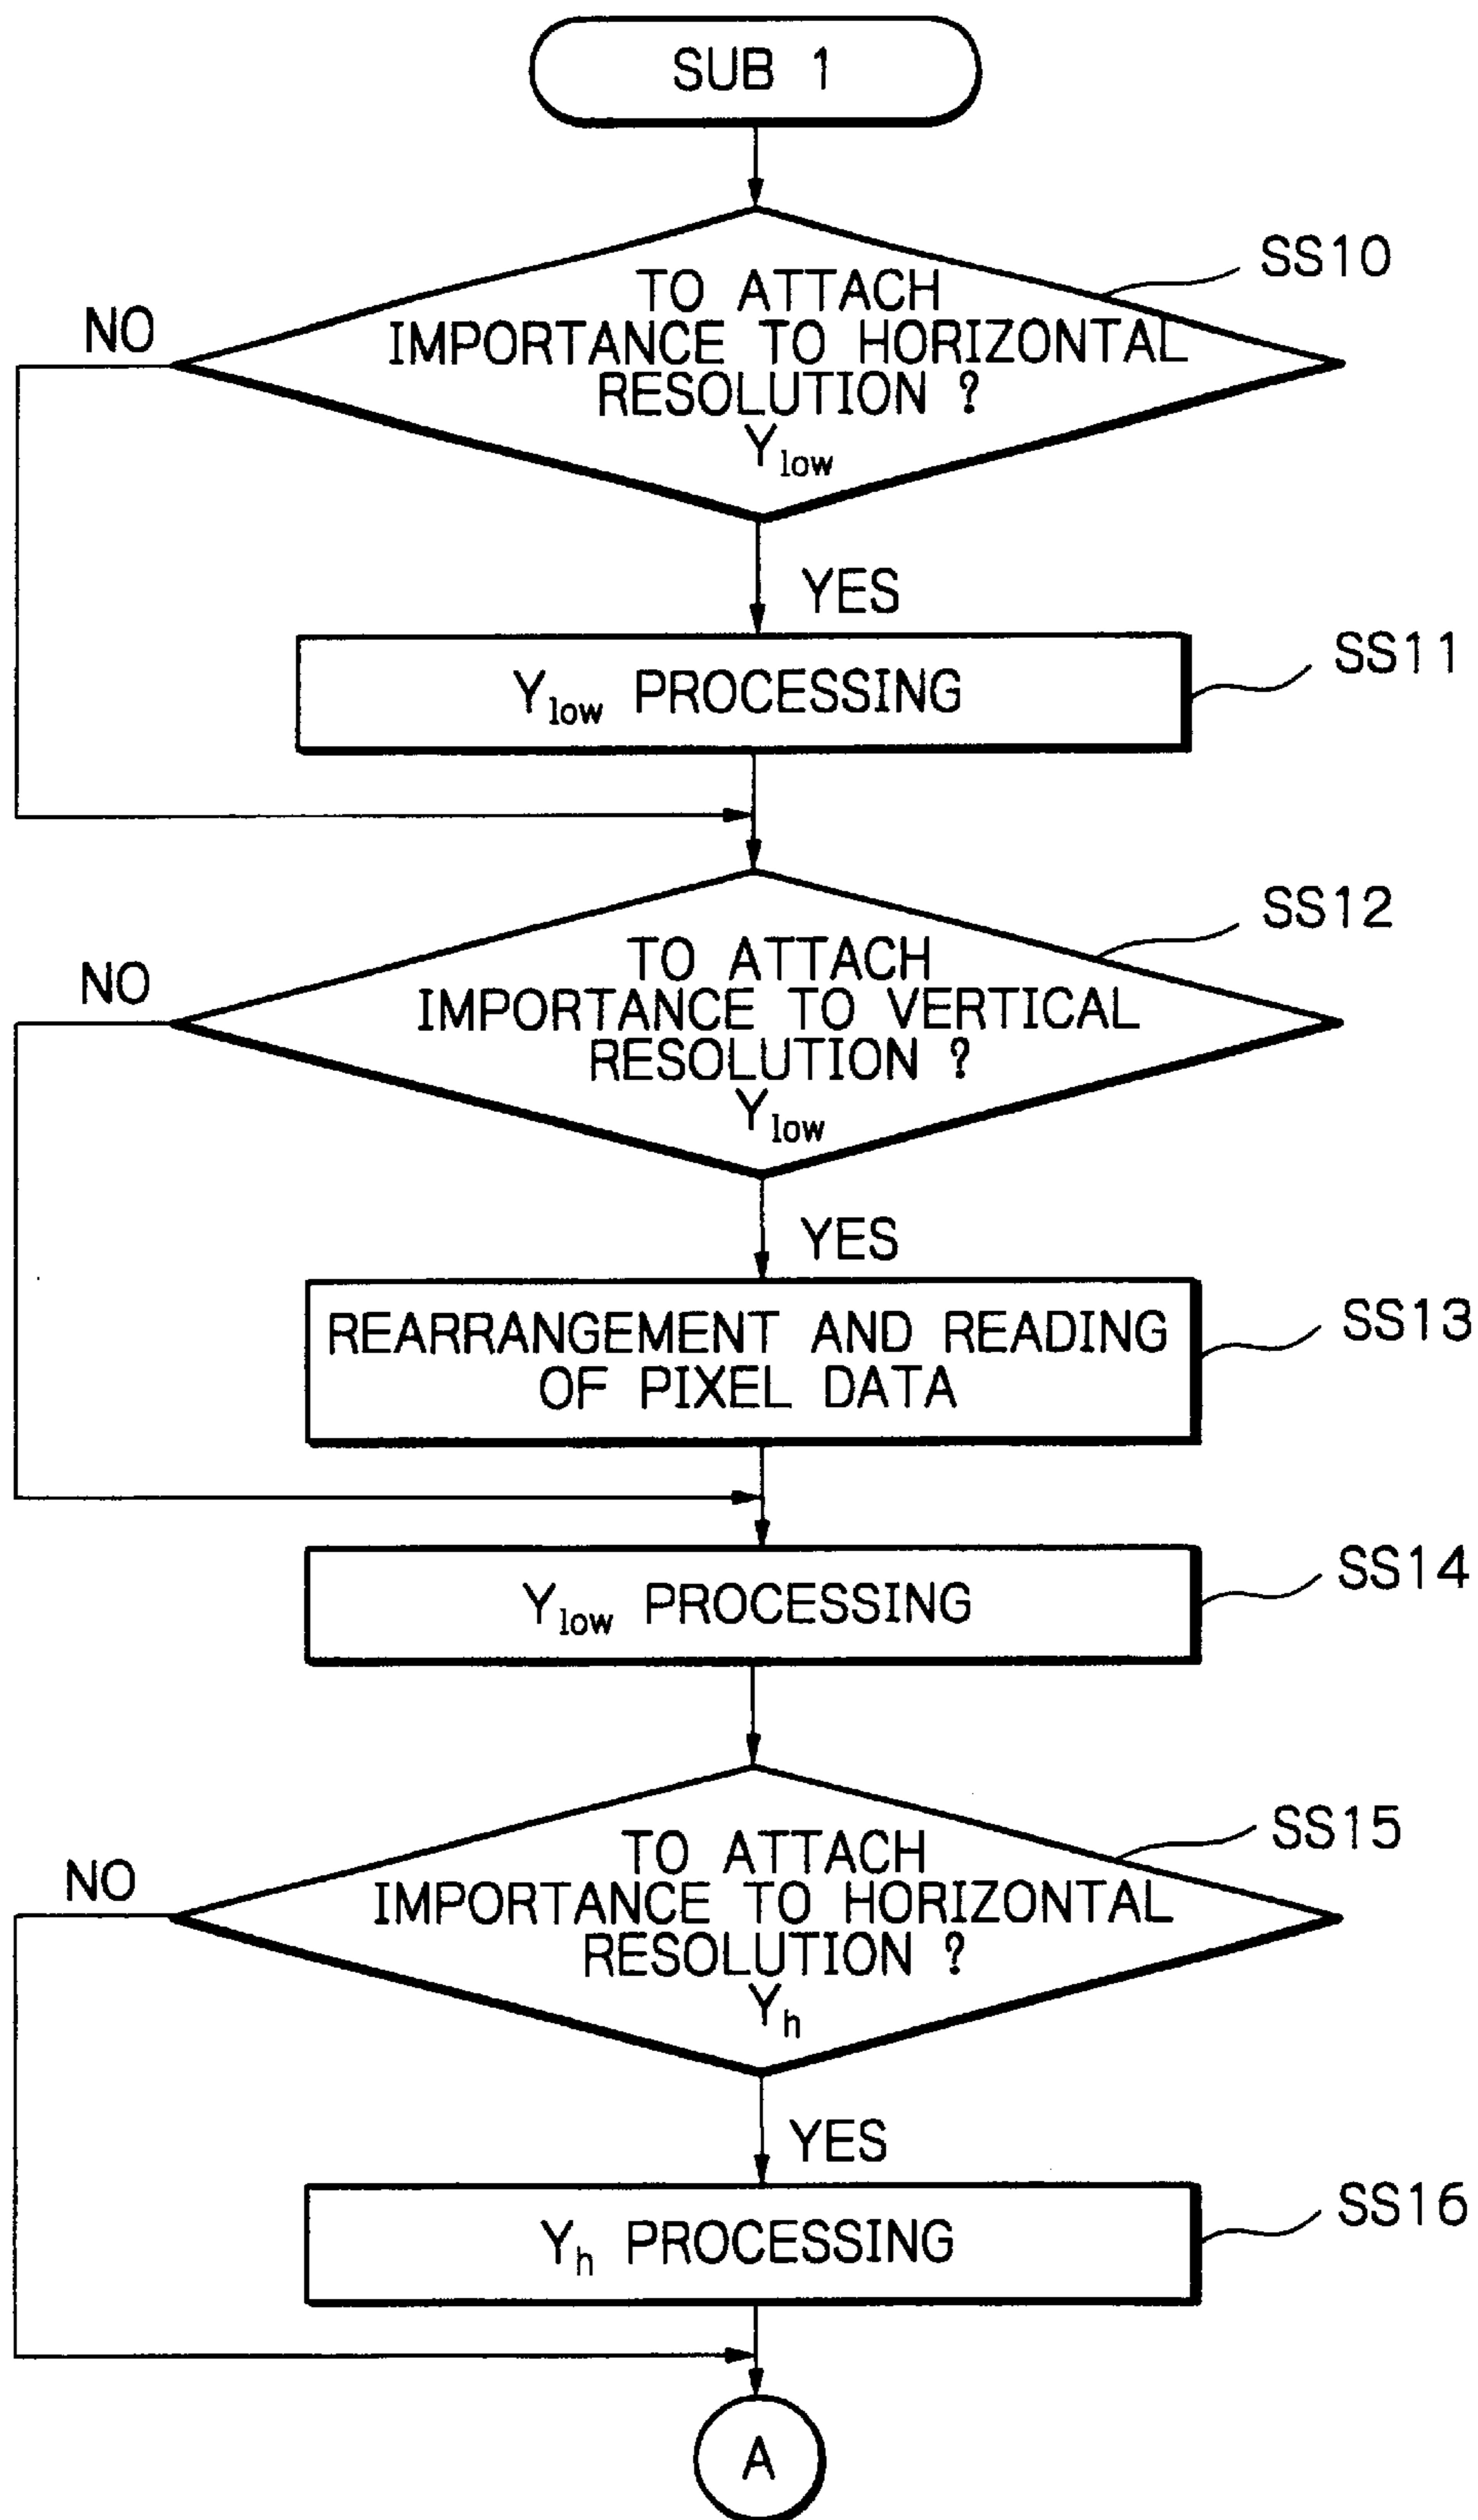 SUB 1
SS10
NO
TO ATTACH
IMPORTANCE TO HORIZONTAL
RESOLUTION ?
Ylow
YES
SS11
Ylow PROCESSING
SS12
NO
TO ATTACH
IMPORTANCE TO VERTICAL
RESOLUTION ?
Ylow
YES
SS13
REARRANGEMENT AND READING
OF PIXEL DATA
SS14
Ylow PROCESSING
SS15
NO
TO ATTACH
IMPORTANCE TO HORIZONTAL
RESOLUTION ?
Yh
YES
SS16
Yh PROCESSING
A